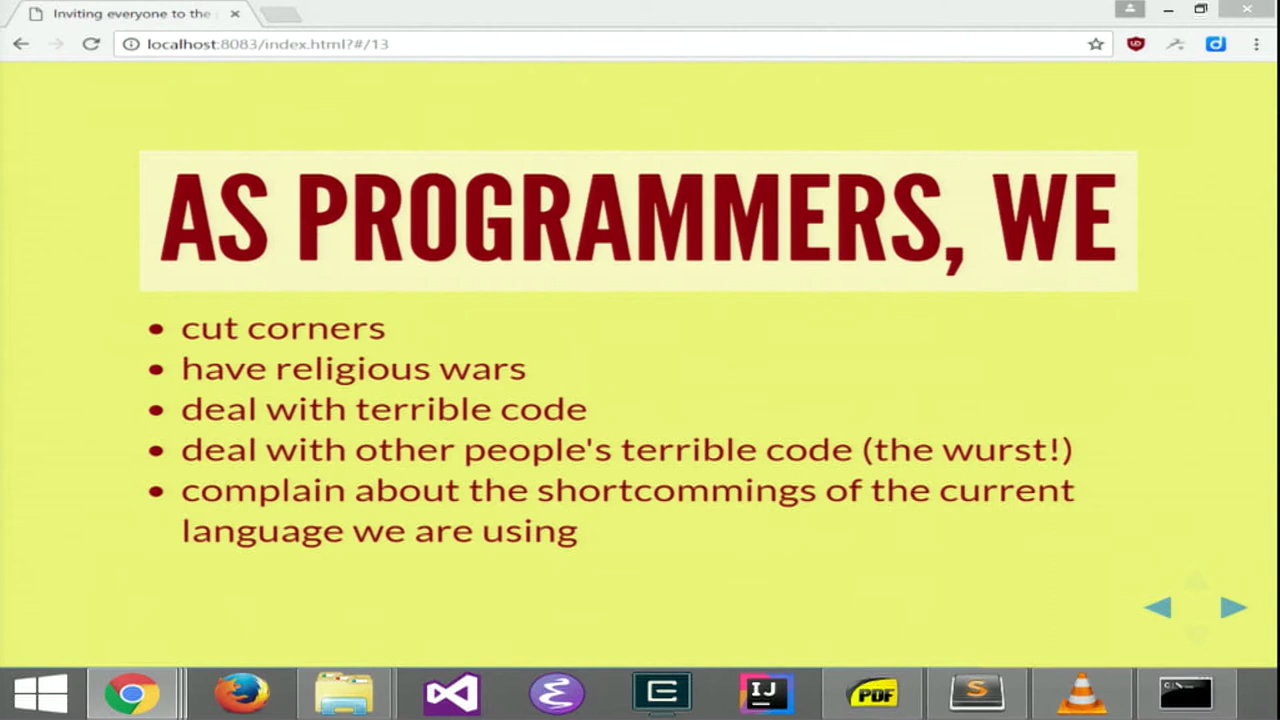 Inviting everyone to the
localhost:8083/index.html?#/13
AS PROGRAMMERS, WE
• cut corners
• have religious wars
• deal with terrible code
• deal with other people's terrible code (the wurst!)
• complain about the shortcommings of the current
language we are using
IJ
PDF
S
C:\_